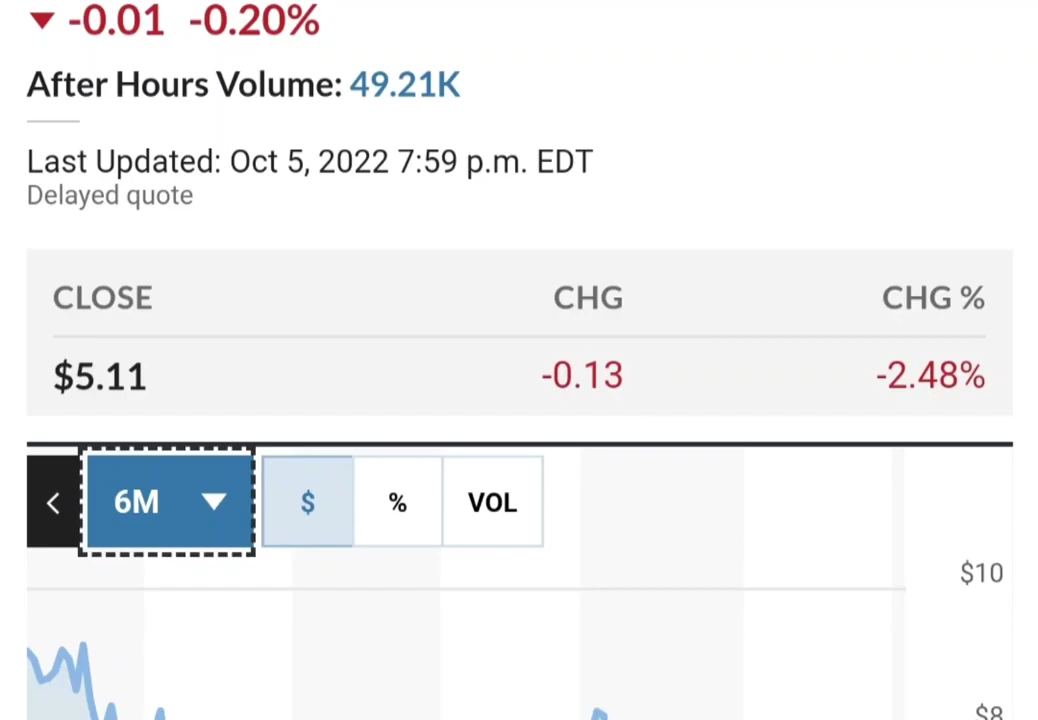 -0.01 -0.20%
After Hours Volume: 49.21K
Last Updated: Oct 5, 2022 7:59 p.m. EDT
Delayed quote
CLOSE CHG CHG %
$5.11 -0.13 -2.48%
6M $ % VOL
$10
$8